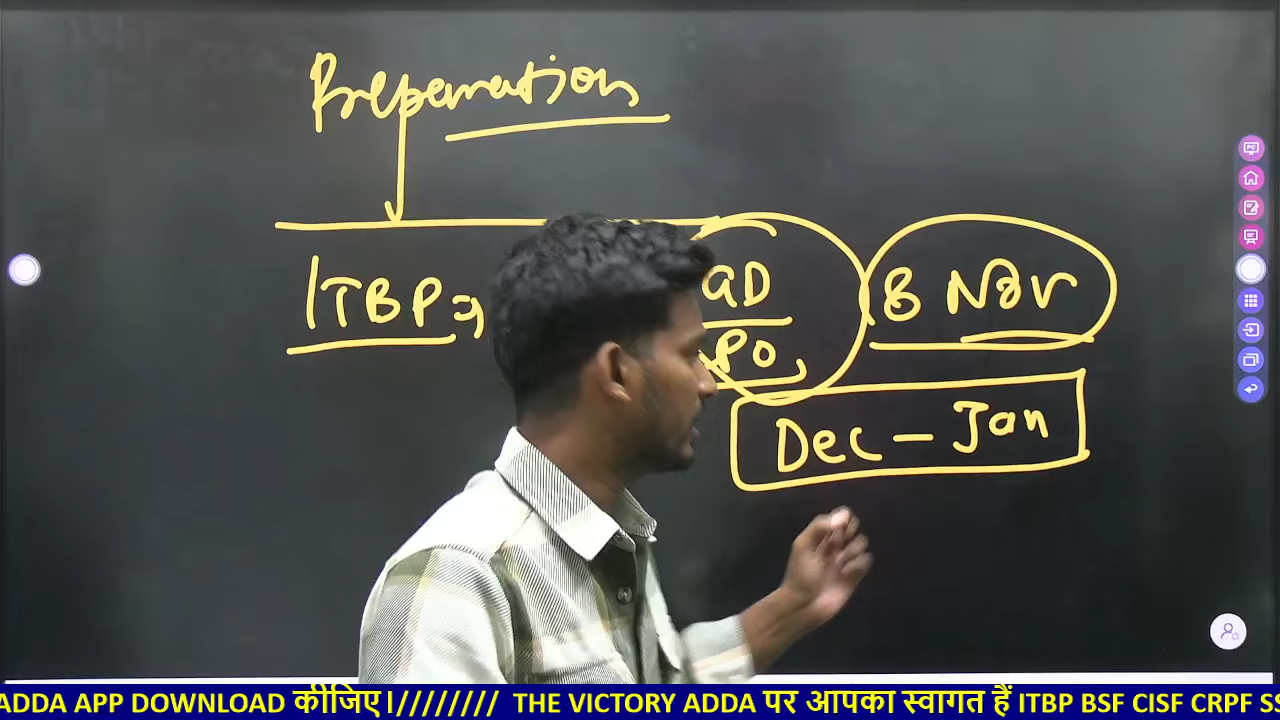 Preperation
ITBP
8 Nov
Dec - Jan
ADDA APP DOWNLOAD कीजिए।//////// THE VICTORY ADDA पर आपका स्वागत हैं ITBP BSF CISF CRPF SS